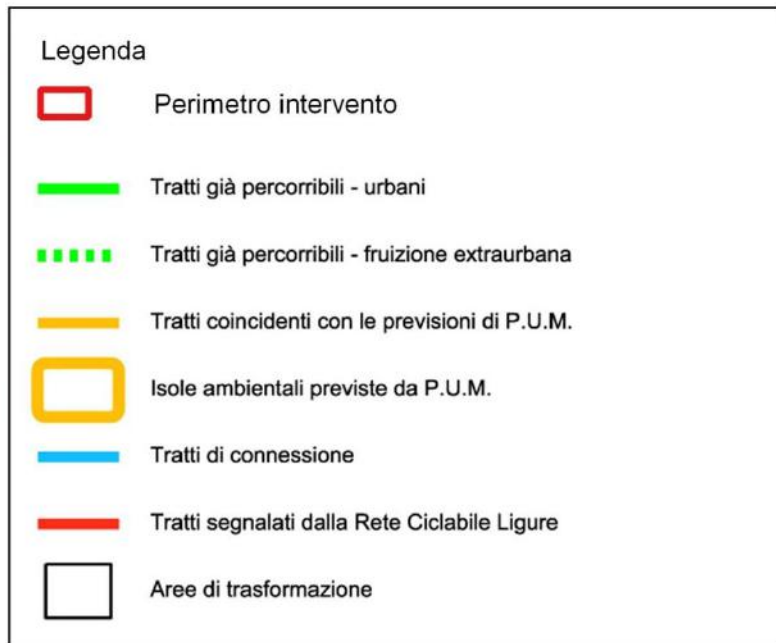 Legenda
Perimetro intervento
Tratti già percorribili - urbani
Tratti già percorribili - fruizione extraurbana
Tratti coincidenti con le previsioni di P.U.M.
Isole ambientali previste da P.U.M.
Tratti di connessione
Tratti segnalati dalla Rete Ciclabile Ligure
Aree di trasformazione